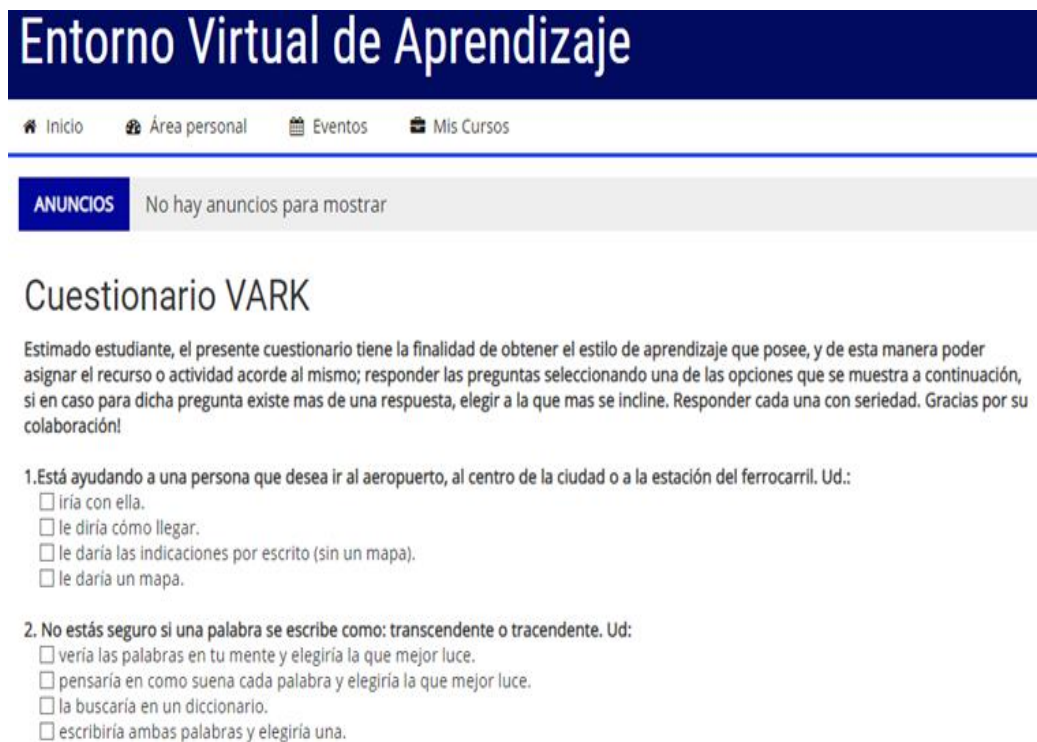 Entorno Virtual de Aprendizaje
Inicio Área personal Eventos Mis Cursos
ANUNCIOS No hay anuncios para mostrar
Cuestionario VARK
Estimado estudiante, el presente cuestionario tiene la finalidad de obtener el estilo de aprendizaje que posee, y de esta manera poder
asignar el recurso o actividad acorde al mismo; responder las preguntas seleccionando una de las opciones que se muestra a continuación,
si en caso para dicha pregunta existe mas de una respuesta, elegir a la que mas se incline. Responder cada una con seriedad. Gracias por su
colaboración!
1.Está ayudando a una persona que desea ir al aeropuerto, al centro de la ciudad o a la estación del ferrocarril. Ud.:
iría con ella.
le diría cómo llegar.
le daría las indicaciones por escrito (sin un mapa).
le daría un mapa.
2. No estás seguro si una palabra se escribe como: transcendente o tracendente. Ud:
vería las palabras en tu mente y elegiría la que mejor luce.
pensaría en como suena cada palabra y elegiría la que mejor luce.
la buscaría en un diccionario.
escribiría ambas palabras y elegiría una.